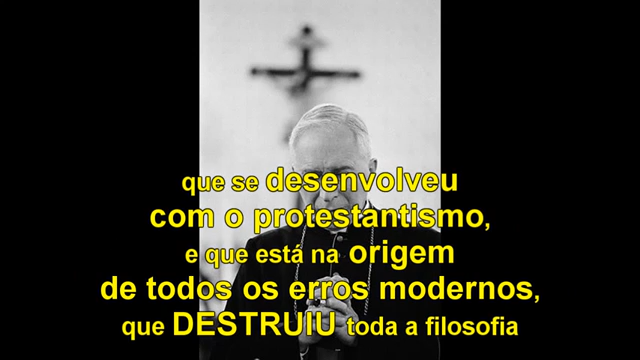 que se desenvolveu
com o protestantismo,
e que está na origem
de todos os erros modernos,
que DESTRUIU toda a filosofia